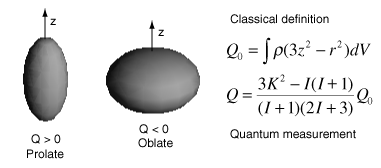 z
Q > 0
Prolate
z
Q < 0
Oblate
Classical definition
Q₀ = ∫ρ(3z² − r²)dV
Q = (3K² − I(I+1))/((I+1)(2I+3)) Q₀
Quantum measurement